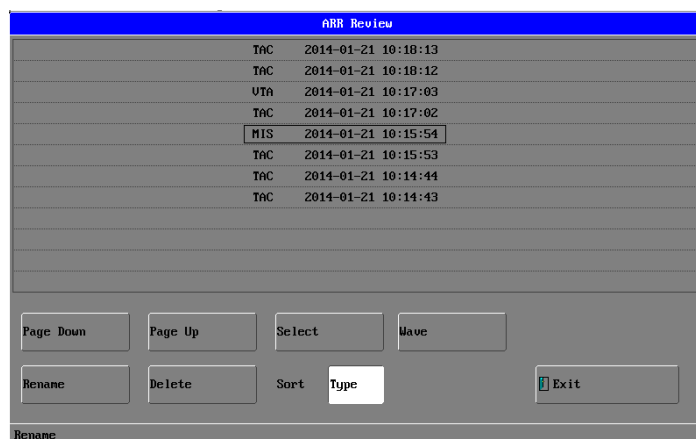 ARR Review
TAC 2014-01-21 10:18:13
TAC 2014-01-21 10:18:12
VTA 2014-01-21 10:17:03
TAC 2014-01-21 10:17:02
MIS 2014-01-21 10:15:54
TAC 2014-01-21 10:15:53
TAC 2014-01-21 10:14:44
TAC 2014-01-21 10:14:43
Page Down Page Up Select Wave
Rename Delete Sort Type Exit
Rename